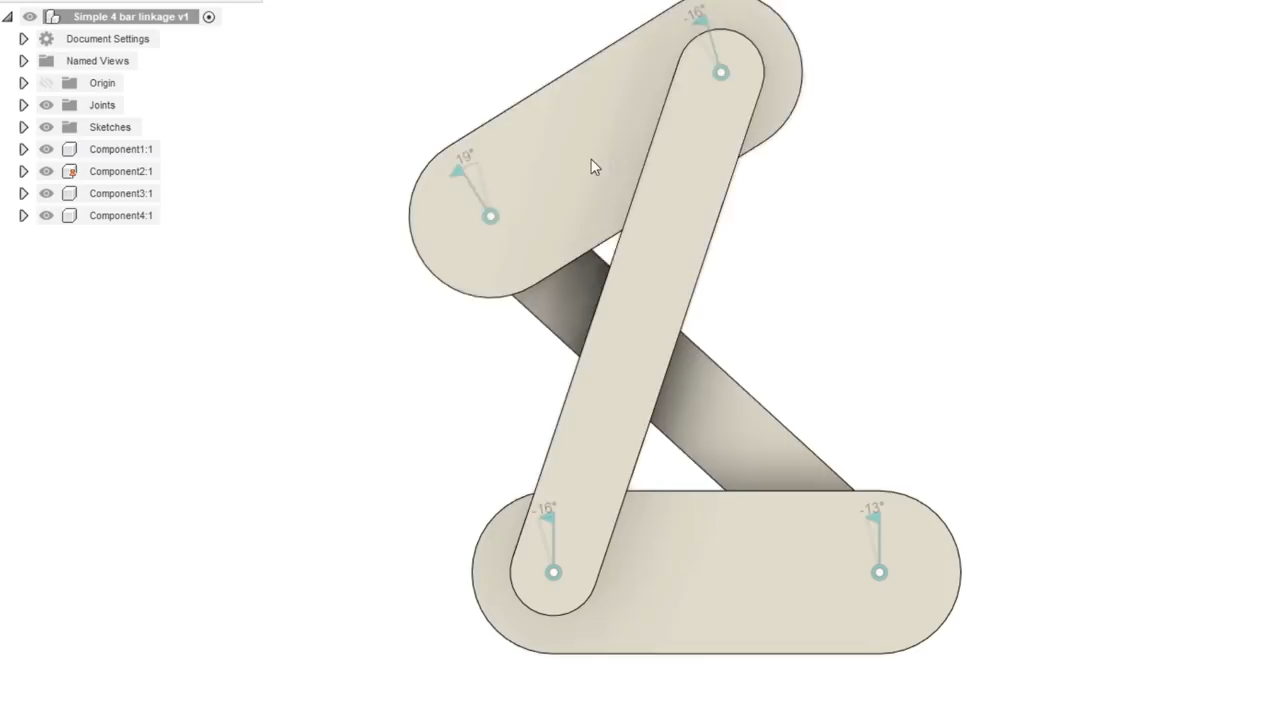 Simple 4 bar linkage v1
Document Settings
Named Views
Origin
Joints
Sketches
Component1:1
Component2:1
Component3:1
Component4:1
-16°
19°
-16°
-13°